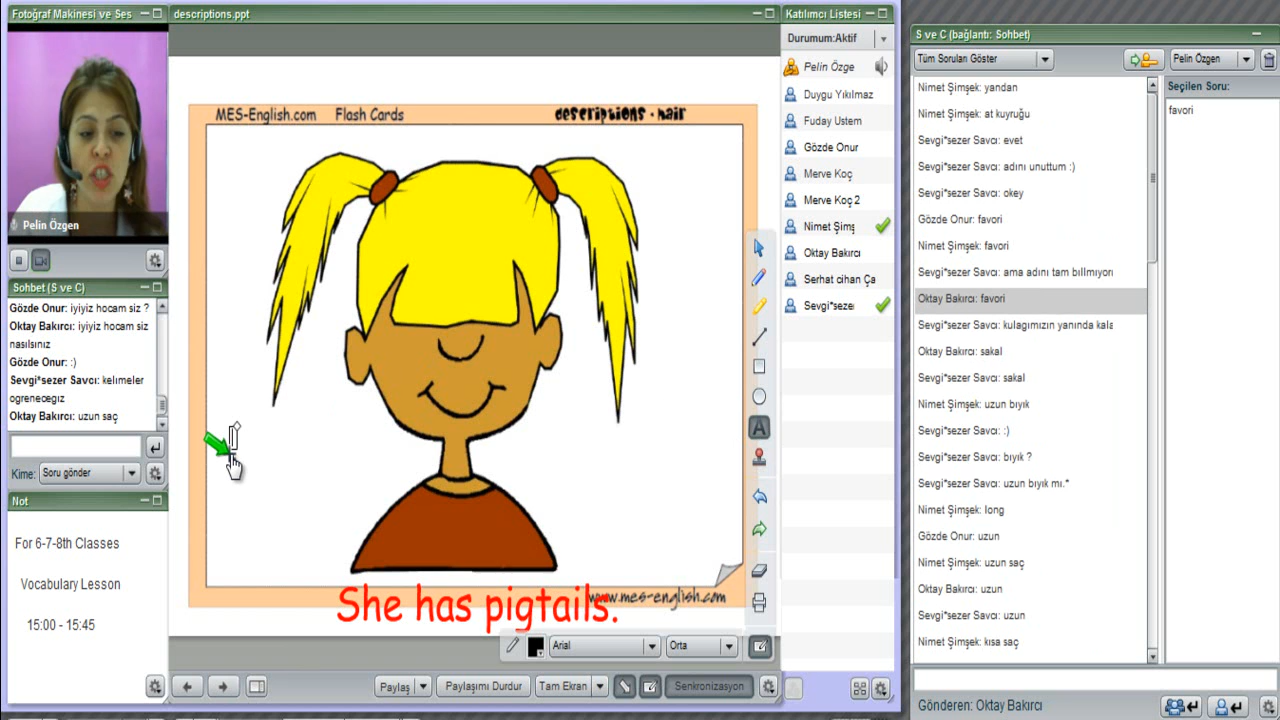 Fotoğraf Makinesi ve Ses
Pelin Özgen
Sohbet (S ve C)
Gözde Onur: iyiyiz hocam siz ?
Oktay Bakırcı: iyiyiz hocam siz
nasılsınız
Gözde Onur: :)
Sevgi*sezer Savcı: kelımeler
ogrenecegız
Oktay Bakırcı: uzun saç
Kime: Soru gönder
Not
For 6-7-8th Classes
Vocabulary Lesson
15:00 - 15:45
descriptions.ppt
MES-English.com Flash Cards descriptions - hair
www.mes-english.com
She has pigtails.
Arial Orta
Paylaş Paylaşımı Durdur Tam Ekran Senkronizasyon
Katılımcı Listesi
Durumum:Aktif
Pelin Özge
Duygu Yıkılmaz
Fuday Ustem
Gözde Onur
Merve Koç
Merve Koç 2
Nimet Şimş
Oktay Bakırcı
Serhat cihan Ça
Sevgi*seze
S ve C (bağlantı: Sohbet)
Tüm Soruları Göster Pelin Özgen
Nimet Şimşek: yandan
Nimet Şimşek: at kuyruğu
Sevgi*sezer Savcı: evet
Sevgi*sezer Savcı: adını unuttum :)
Sevgi*sezer Savcı: okey
Gözde Onur: favori
Nimet Şimşek: favori
Sevgi*sezer Savcı: ama adını tam bıllmıyorı
Oktay Bakırcı: favori
Sevgi*sezer Savcı: kulagımızın yanında kala
Oktay Bakırcı: sakal
Sevgi*sezer Savcı: sakal
Nimet Şimşek: uzun bıyık
Sevgi*sezer Savcı: :)
Sevgi*sezer Savcı: bıyık ?
Sevgi*sezer Savcı: uzun bıyık mı.*
Nimet Şimşek: long
Gözde Onur: uzun
Nimet Şimşek: uzun saç
Oktay Bakırcı: uzun
Sevgi*sezer Savcı: uzun
Nimet Şimşek: kısa saç
Seçilen Soru:
favori
Gönderen: Oktay Bakırcı